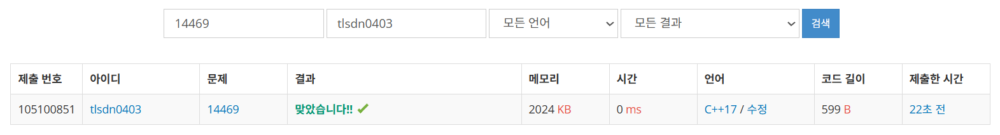 14469 tlsdn0403 모든 언어 모든 결과 검색
제출 번호 아이디 문제 결과 메모리 시간 언어 코드 길이 제출한 시간
105100851 tlsdn0403 14469 맞았습니다!! 2024 KB 0 ms C++17 / 수정 599 B 22초 전